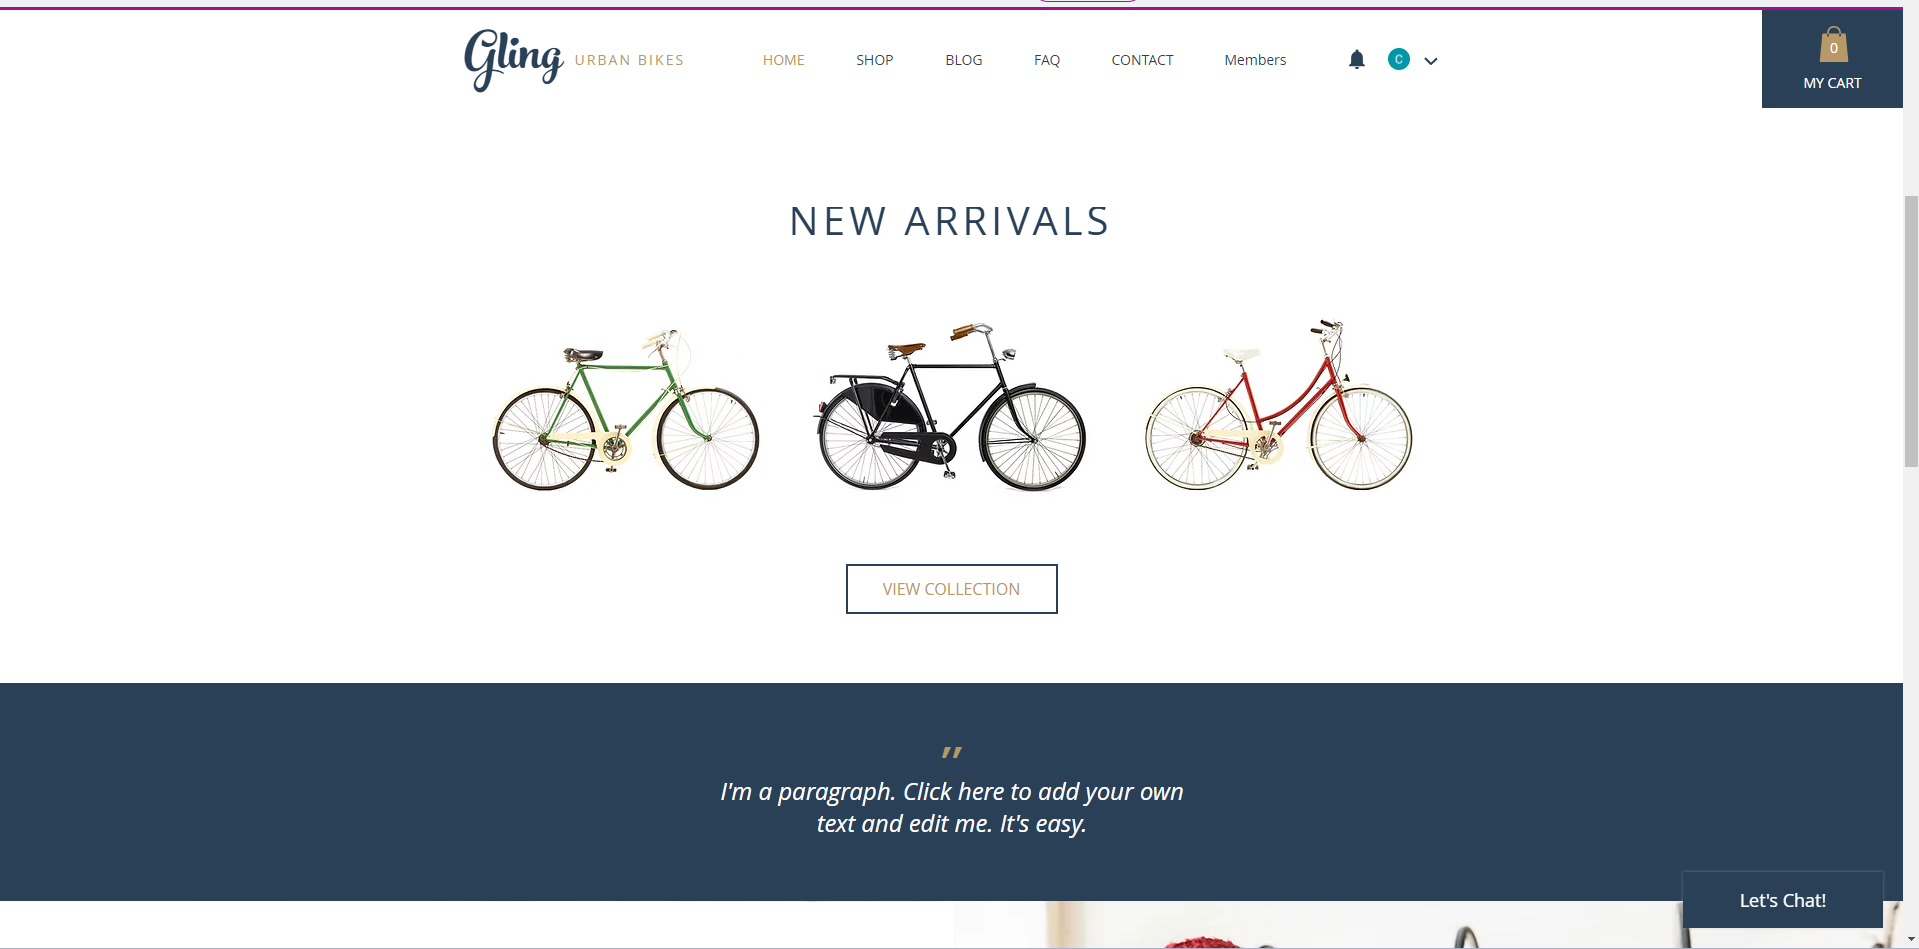 Gling URBAN BIKES
HOME SHOP BLOG FAQ CONTACT Members C
0
MY CART
NEW ARRIVALS
VIEW COLLECTION
"
I'm a paragraph. Click here to add your own
text and edit me. It's easy.
Let's Chat!